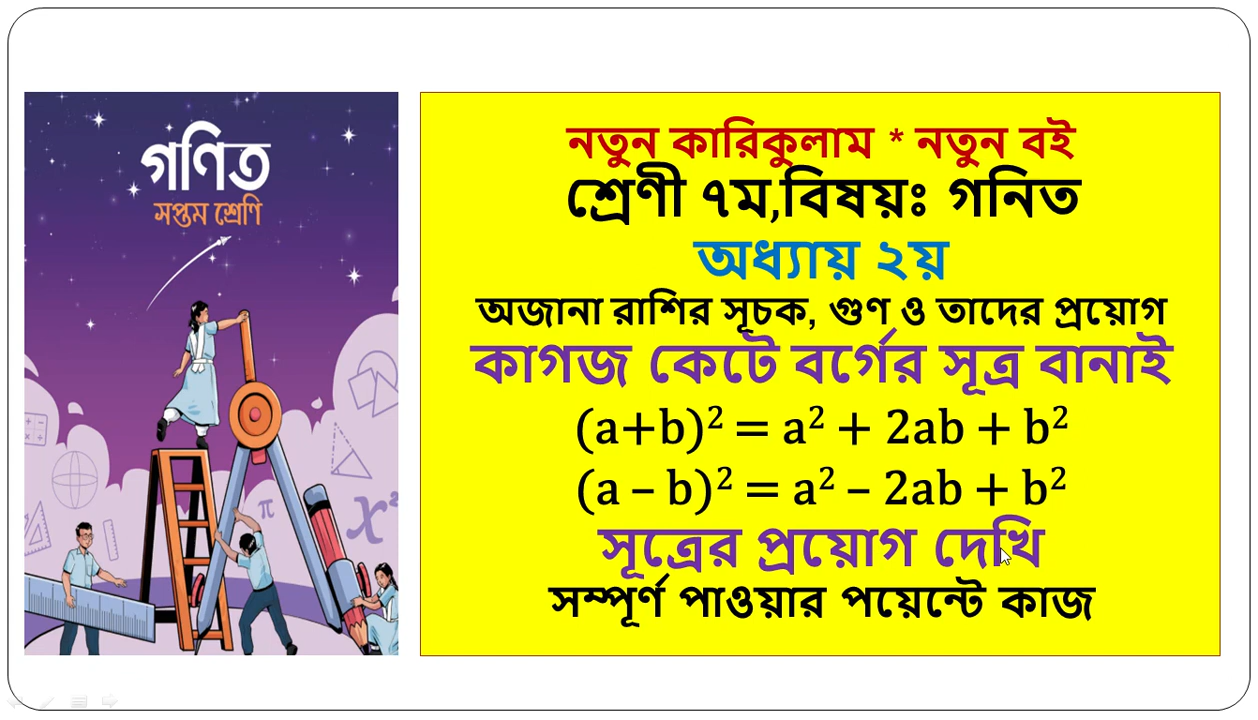 গণিত
সপ্তম শ্রেণি
π
x²
নতুন কারিকুলাম * নতুন বই
শ্রেণী ৭ম,বিষয়ঃ গনিত
অধ্যায় ২য়
অজানা রাশির সূচক, গুণ ও তাদের প্রয়োগ
কাগজ কেটে বর্গের সূত্র বানাই
(a+b)² = a² + 2ab + b²
(a – b)² = a² – 2ab + b²
সূত্রের প্রয়োগ দেখি
সম্পূর্ণ পাওয়ার পয়েন্টে কাজ